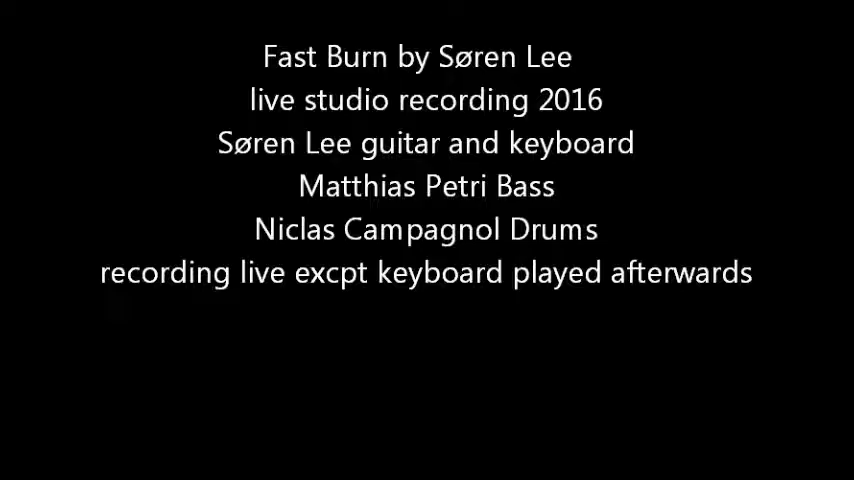 Fast Burn by Søren Lee
live studio recording 2016
Søren Lee guitar and keyboard
Matthias Petri Bass
Niclas Campagnol Drums
recording live excpt keyboard played afterwards